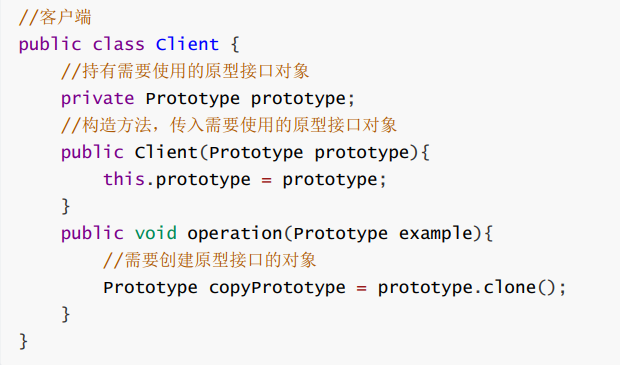 //客户端
public class Client {
    //持有需要使用的原型接口对象
    private Prototype prototype;
    //构造方法，传入需要使用的原型接口对象
    public Client(Prototype prototype){
        this.prototype = prototype;
    }
    public void operation(Prototype example){
        //需要创建原型接口的对象
        Prototype copyPrototype = prototype.clone();
    }
}